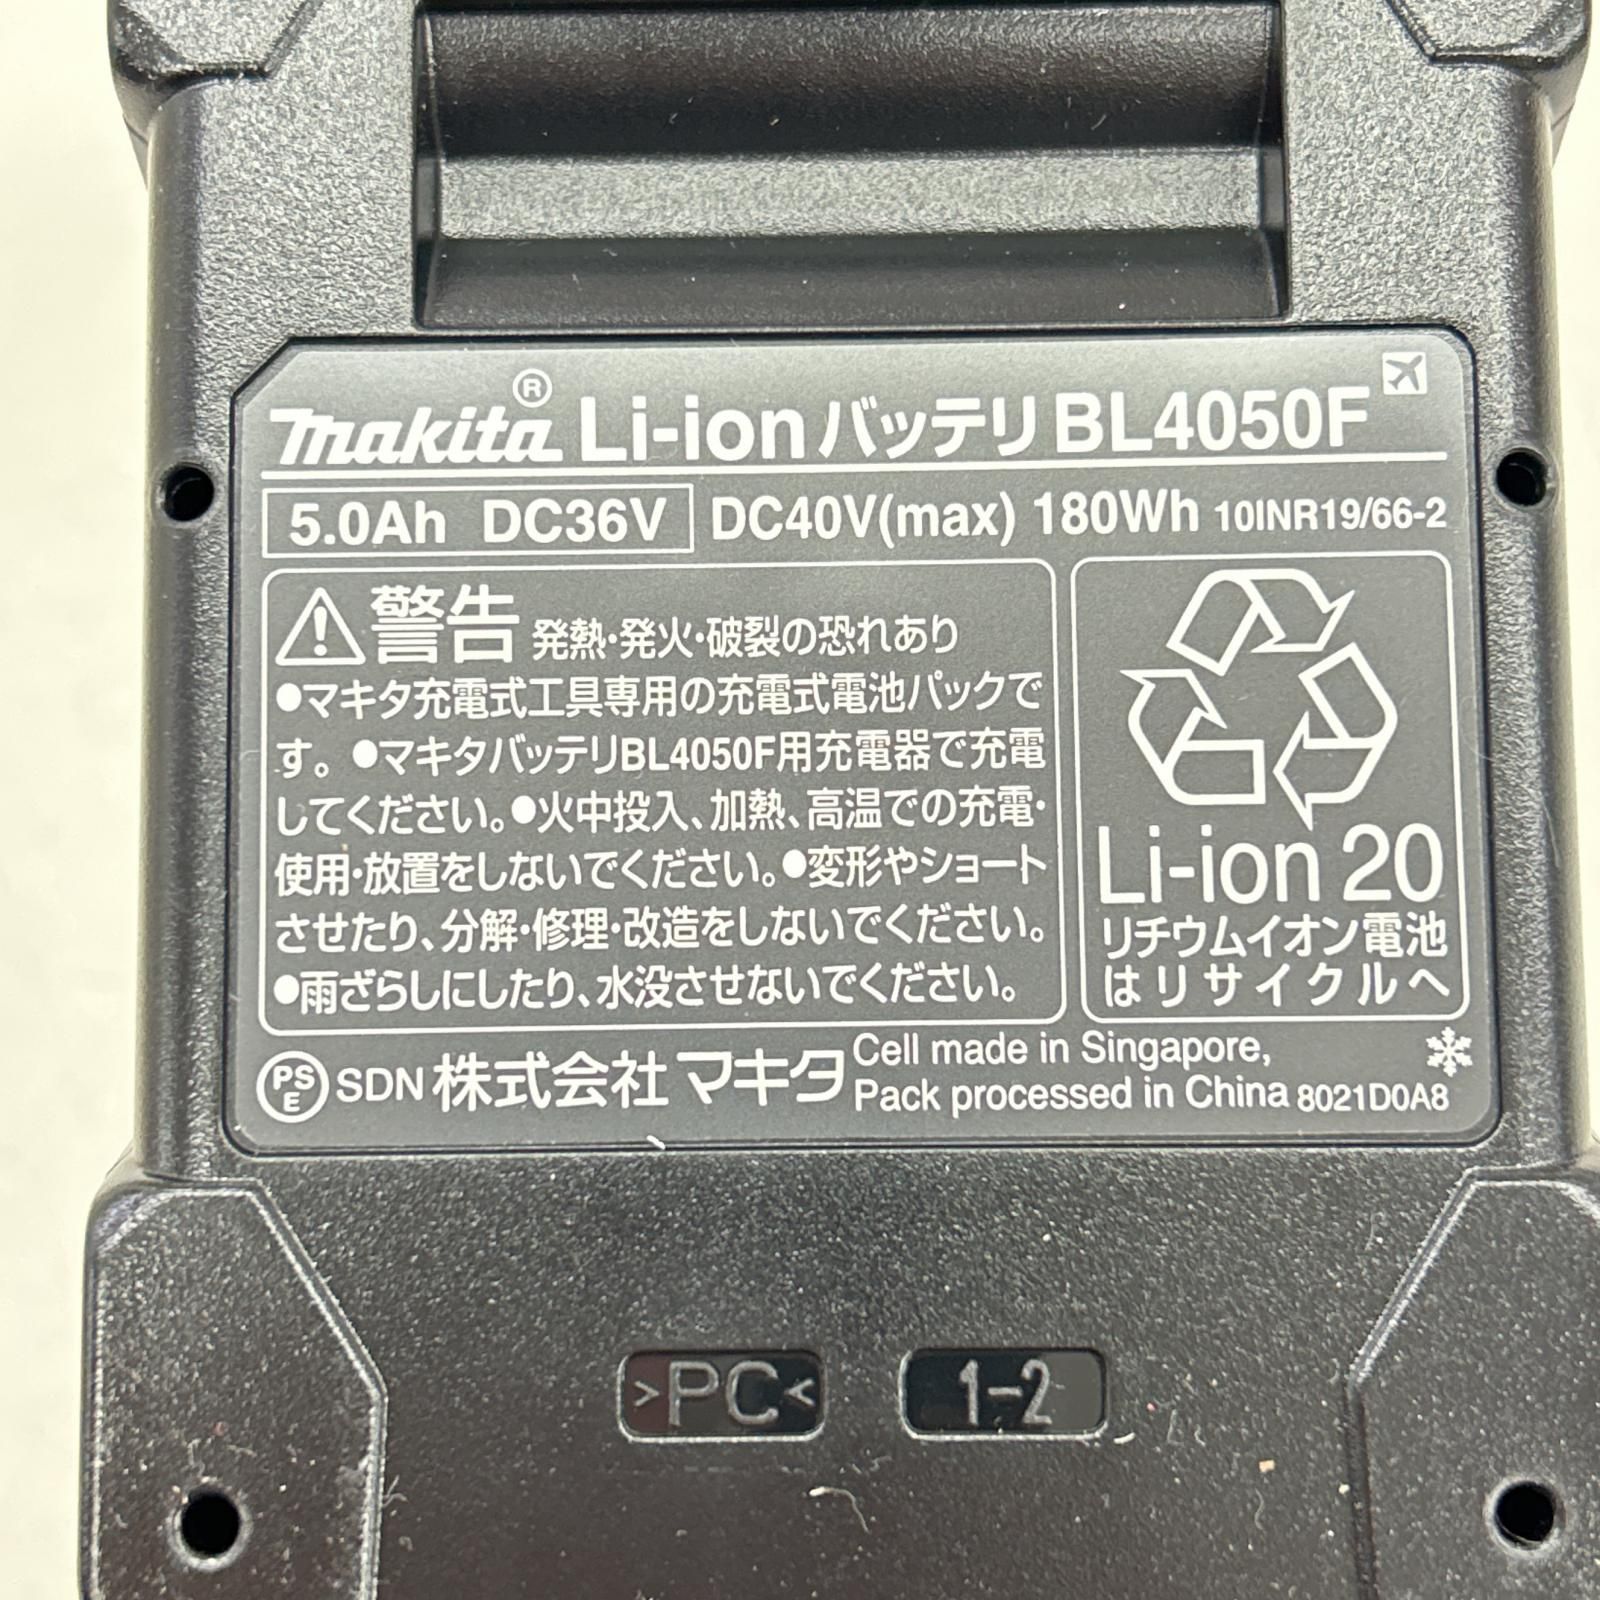 makita® Li-ionバッテリ BL4050F
5.0Ah DC36V DC40V(max) 180Wh 10INR19/66-2
警告 発熱・発火・破裂の恐れあり
●マキタ充電式工具専用の充電式電池パックで
す。●マキタバッテリBL4050F用充電器で充電
してください。●火中投入、加熱、高温での充電・
使用・放置をしないでください。●変形やショート
させたり、分解・修理・改造をしないでください。
●雨ざらしにしたり、水没させないでください。
Li-ion 20
リチウムイオン電池
はリサイクルへ
PSE SDN 株式会社マキタ
Cell made in Singapore,
Pack processed in China 8021D0A8
>PC< 1-2